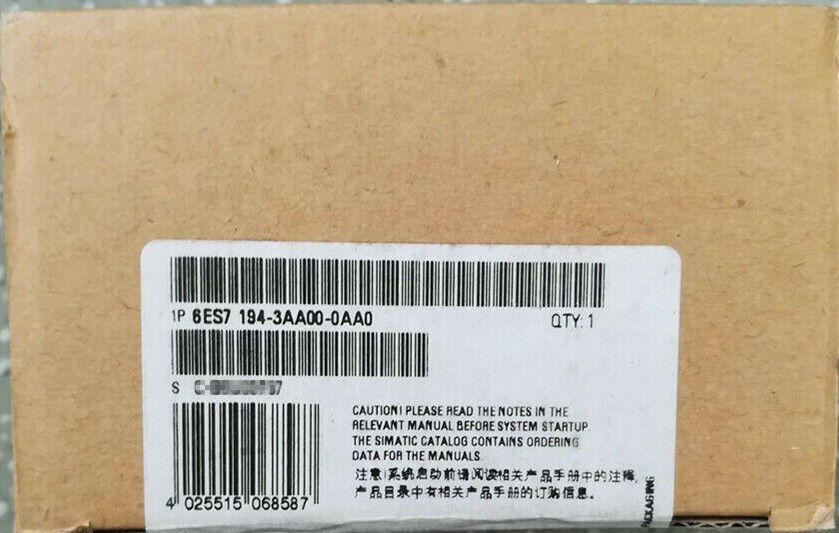 1P 6ES7 194-3AA00-0AA0 QTY: 1
S
4 025515 068587
CAUTION! PLEASE READ THE NOTES IN THE
RELEVANT MANUAL BEFORE SYSTEM STARTUP.
THE SIMATIC CATALOG CONTAINS ORDERING
DATA FOR THE MANUALS.
注意!系统启动前请阅读相关产品手册中的注释,
产品目录中有相关产品手册的订购信息。
PACKAGING